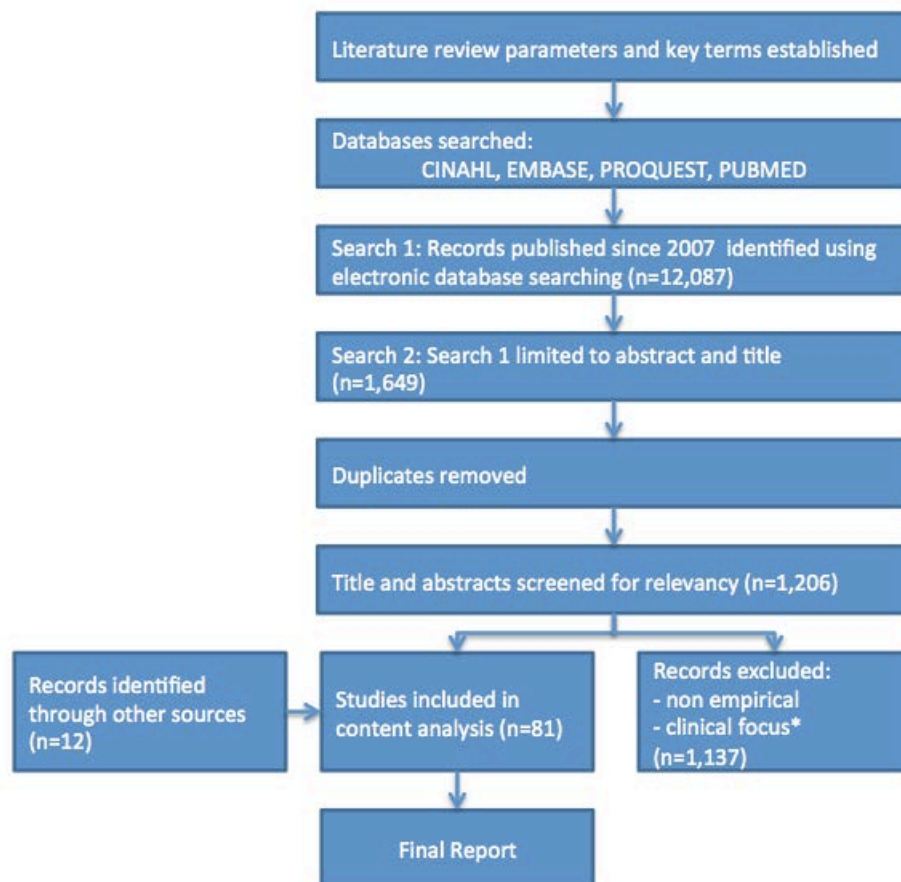 Literature review parameters and key terms established
Databases searched:
CINAHL, EMBASE, PROQUEST, PUBMED
Search 1: Records published since 2007 identified using
electronic database searching (n=12,087)
Search 2: Search 1 limited to abstract and title
(n=1,649)
Duplicates removed
Title and abstracts screened for relevancy (n=1,206)
Records identified
through other sources
(n=12)
Studies included in
content analysis (n=81)
Records excluded:
- non empirical
- clinical focus*
(n=1,137)
Final Report